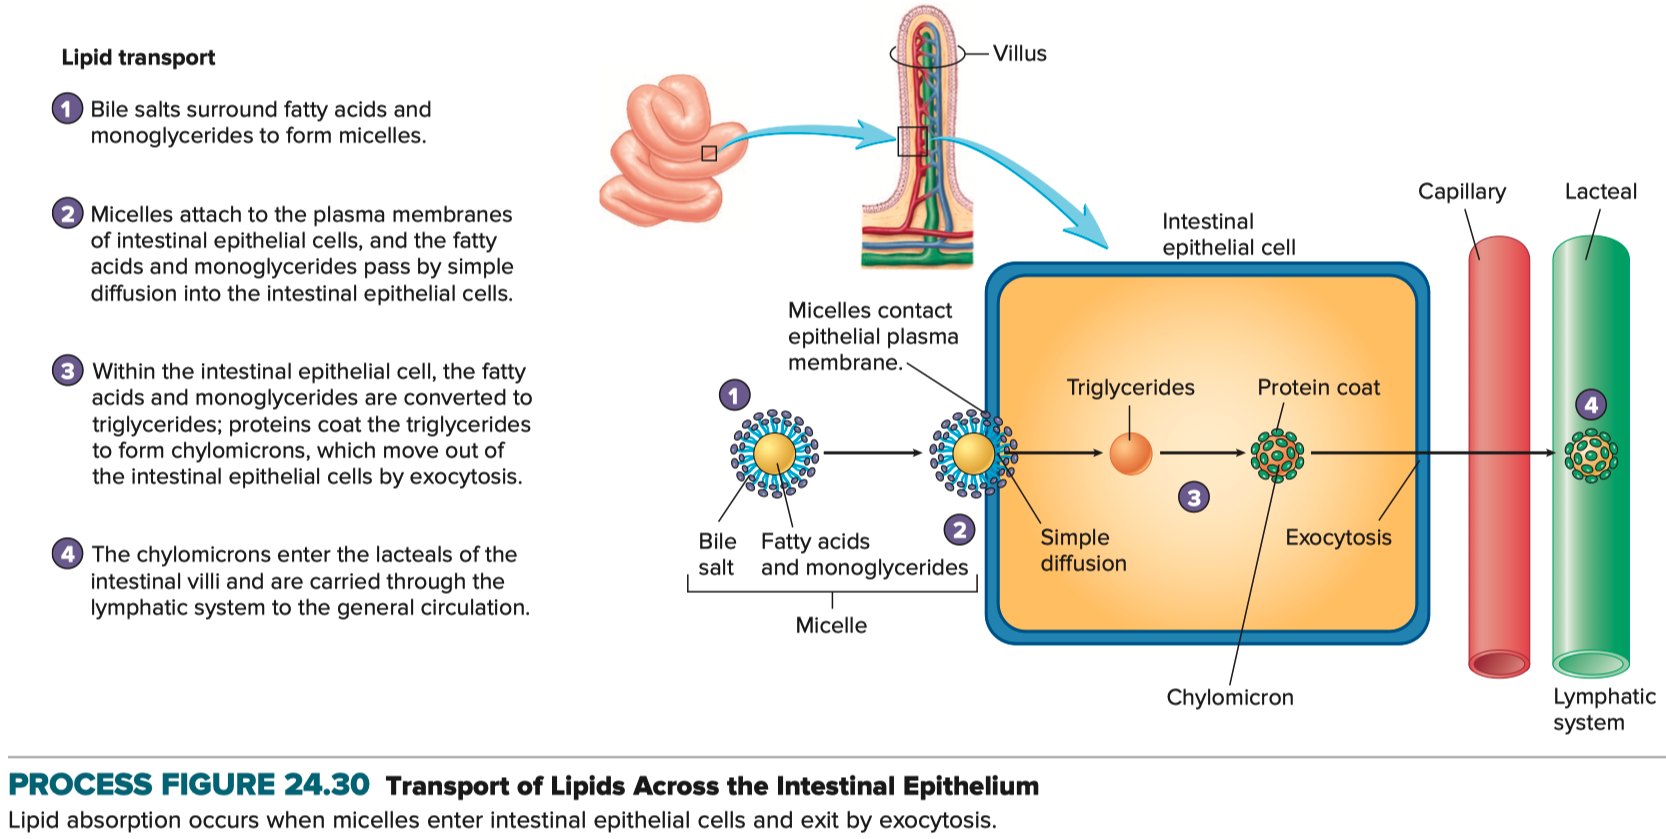 Lipid transport
1 Bile salts surround fatty acids and
monoglycerides to form micelles.
2 Micelles attach to the plasma membranes
of intestinal epithelial cells, and the fatty
acids and monoglycerides pass by simple
diffusion into the intestinal epithelial cells.
3 Within the intestinal epithelial cell, the fatty
acids and monoglycerides are converted to
triglycerides; proteins coat the triglycerides
to form chylomicrons, which move out of
the intestinal epithelial cells by exocytosis.
4 The chylomicrons enter the lacteals of the
intestinal villi and are carried through the
lymphatic system to the general circulation.
Villus
Capillary
Lacteal
Intestinal
epithelial cell
Micelles contact
epithelial plasma
membrane.
Triglycerides
Protein coat
1
4
3
2
Bile
salt
Fatty acids
and monoglycerides
Micelle
Simple
diffusion
Exocytosis
Chylomicron
Lymphatic
system
PROCESS FIGURE 24.30 Transport of Lipids Across the Intestinal Epithelium
Lipid absorption occurs when micelles enter intestinal epithelial cells and exit by exocytosis.